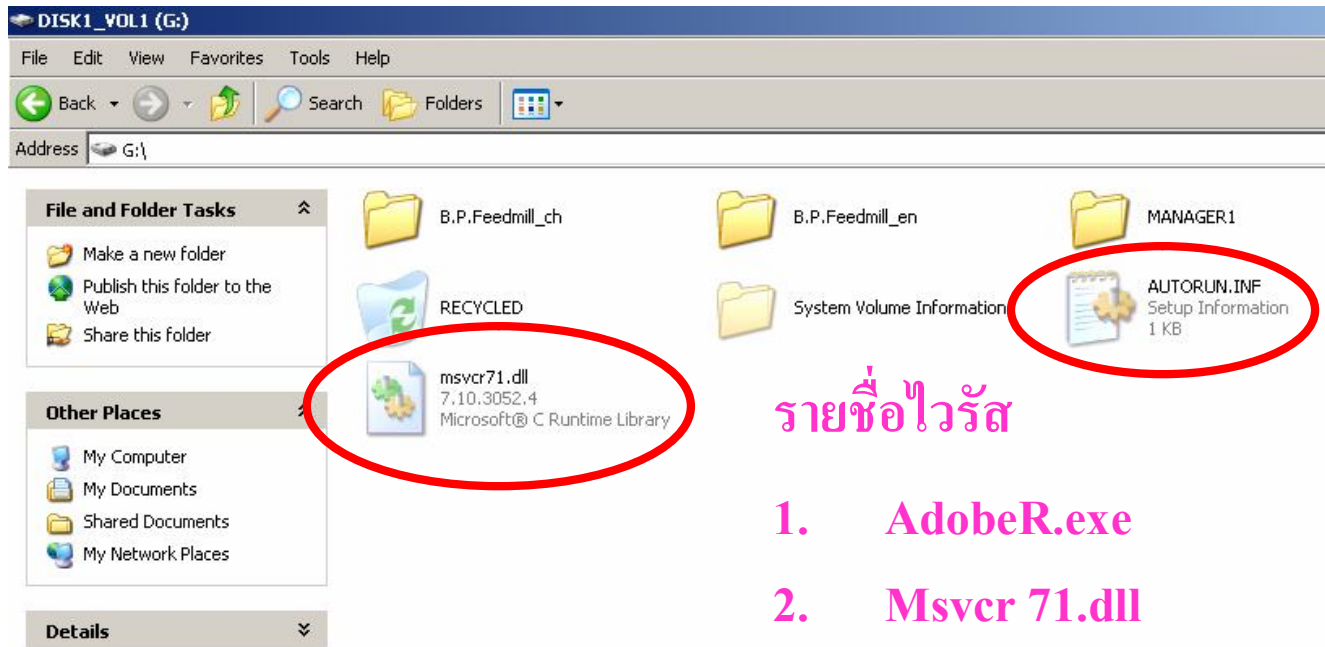 DISK1_VOL1 (G:)
File Edit View Favorites Tools Help
Back Search Folders
Address G:\
File and Folder Tasks
Make a new folder
Publish this folder to the
Web
Share this folder
Other Places
My Computer
My Documents
Shared Documents
My Network Places
Details
B.P.Feedmill_ch
B.P.Feedmill_en
MANAGER1
RECYCLED
System Volume Information
AUTORUN.INF
Setup Information
1 KB
msvcr71.dll
7.10.3052.4
Microsoft® C Runtime Library
รายชื่อไวรัส
1. AdobeR.exe
2. Msvcr 71.dll